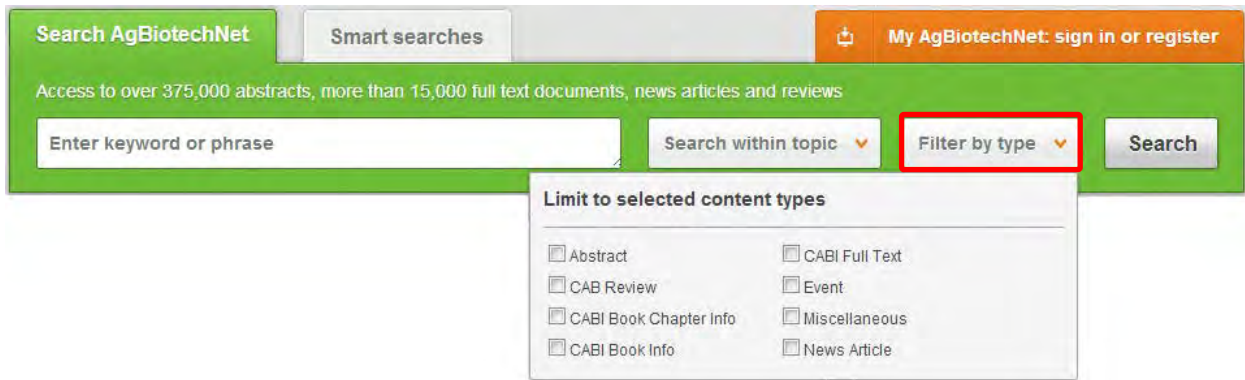 Search AgBiotechNet
Smart searches
My AgBiotechNet: sign in or register
Access to over 375,000 abstracts, more than 15,000 full text documents, news articles and reviews
Enter keyword or phrase
Search within topic
Filter by type
Search
Limit to selected content types
Abstract
CABI Full Text
CAB Review
Event
CABI Book Chapter Info
Miscellaneous
CABI Book Info
News Article